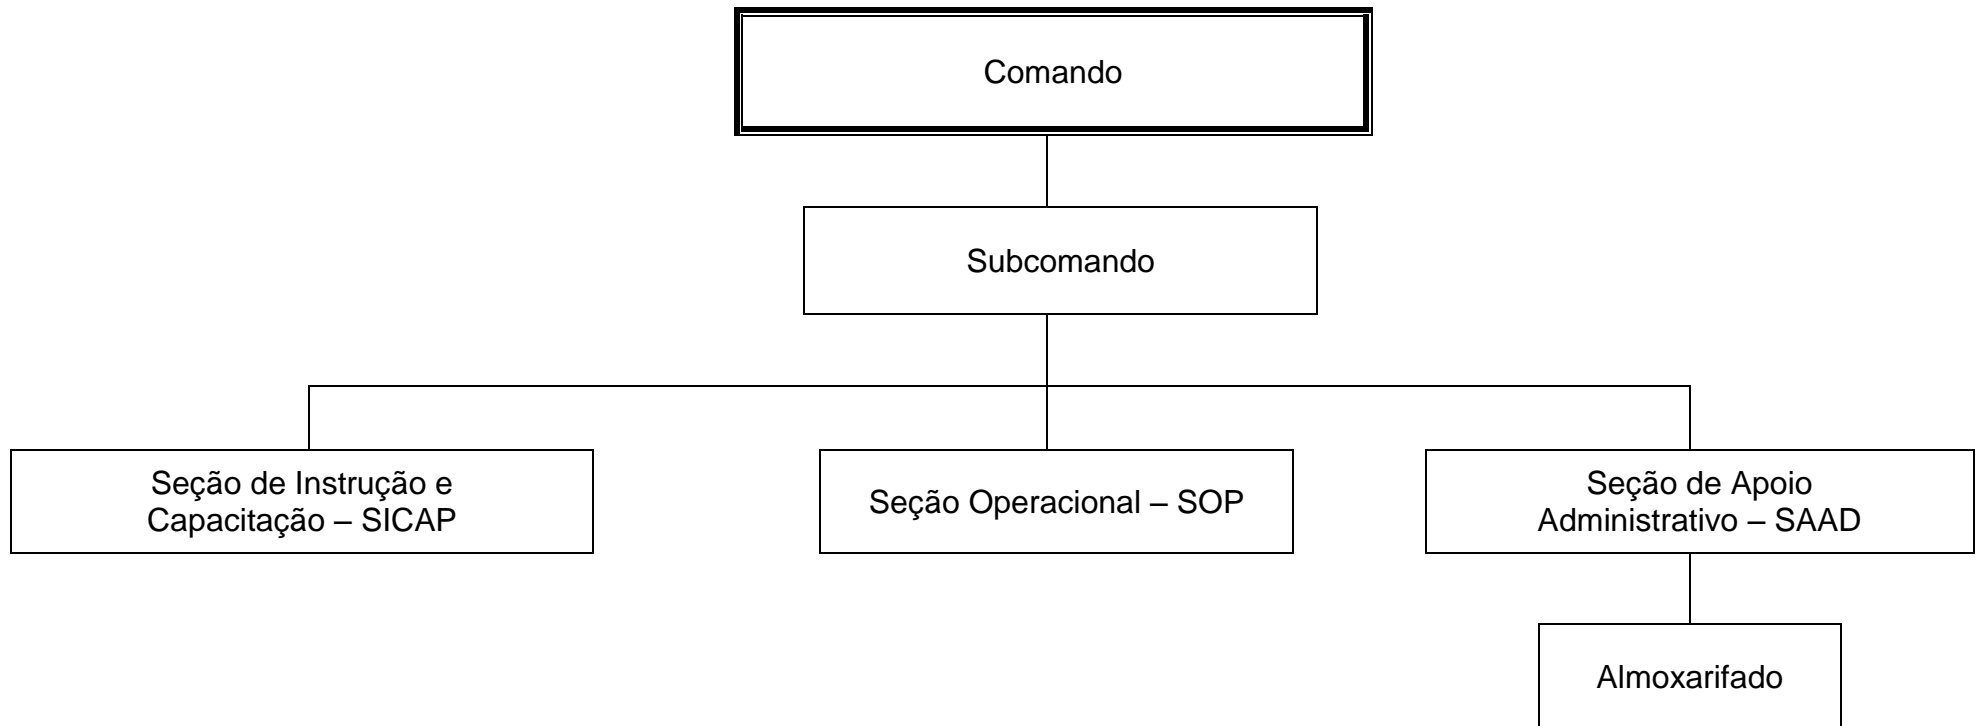 Comando
Subcomando
Seção de Instrução e
Capacitação – SICAP
Seção Operacional – SOP
Seção de Apoio
Administrativo – SAAD
Almoxarifado